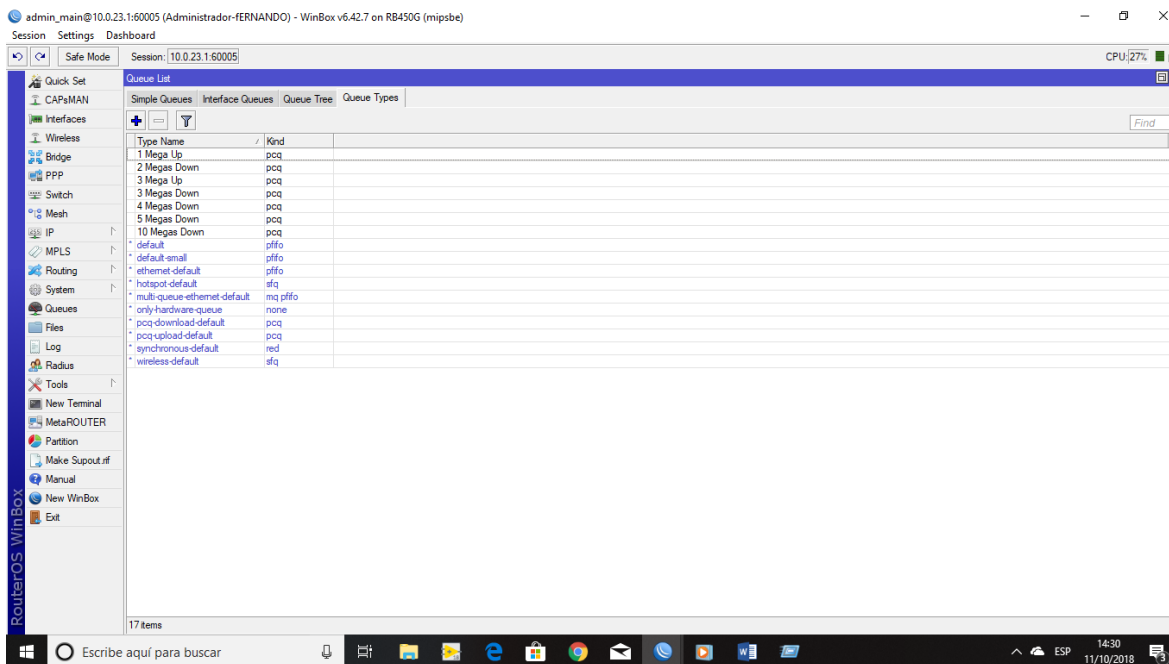 admin_main@10.0.23.1:60005 (Administrador-fERNANDO) - WinBox v6.42.7 on RB450G (mipsbe)
Session Settings Dashboard
Safe Mode Session: 10.0.23.1:60005 CPU: 27%
Quick Set
CAPsMAN
Interfaces
Wireless
Bridge
PPP
Switch
Mesh
IP
MPLS
Routing
System
Queues
Files
Log
Radius
Tools
New Terminal
MetaROUTER
Partition
Make Supout.rif
Manual
New WinBox
Exit
RouterOS WinBox
Queue List
Simple Queues Interface Queues Queue Tree Queue Types
Find
Type Name Kind
1 Mega Up pcq
2 Megas Down pcq
3 Mega Up pcq
3 Megas Down pcq
4 Megas Down pcq
5 Megas Down pcq
10 Megas Down pcq
* default pfifo
* default-small pfifo
* ethernet-default pfifo
* hotspot-default sfq
* multi-queue-ethernet-default mq pfifo
* only-hardware-queue none
* pcq-download-default pcq
* pcq-upload-default pcq
* synchronous-default red
* wireless-default sfq
17 items
Escribe aquí para buscar
ESP
14:30
11/10/2018